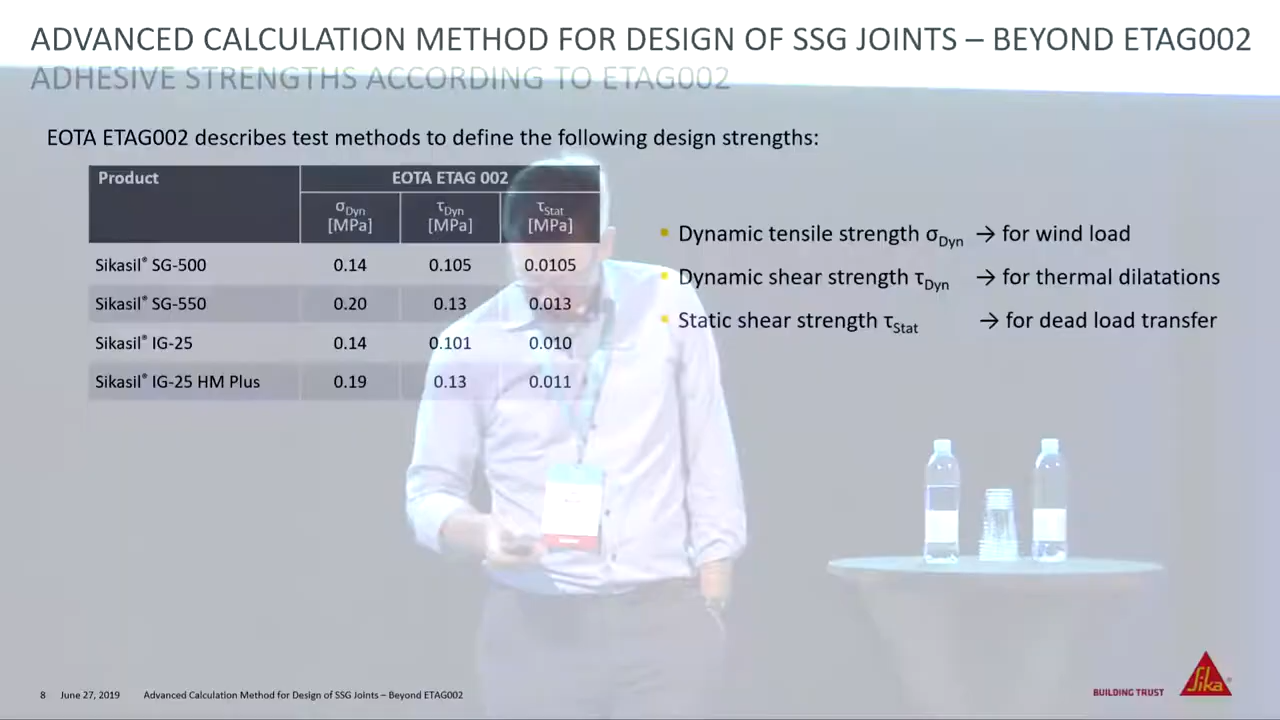 ADVANCED CALCULATION METHOD FOR DESIGN OF SSG JOINTS – BEYOND ETAG002
ADHESIVE STRENGTHS ACCORDING TO ETAG002
EOTA ETAG002 describes test methods to define the following design strengths:
Product EOTA ETAG 002
σDyn [MPa] τDyn [MPa] τStat [MPa]
Sikasil® SG-500 0.14 0.105 0.0105
Sikasil® SG-550 0.20 0.13 0.013
Sikasil® IG-25 0.14 0.101 0.010
Sikasil® IG-25 HM Plus 0.19 0.13 0.011
• Dynamic tensile strength σDyn → for wind load
• Dynamic shear strength τDyn → for thermal dilatations
• Static shear strength τStat → for dead load transfer
8 June 27, 2019 Advanced Calculation Method for Design of SSG Joints – Beyond ETAG002
BUILDING TRUST Sika®